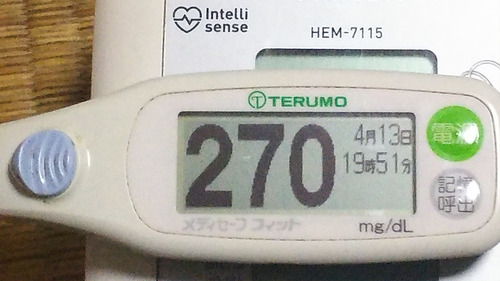 Intelli
sense
HEM-7115
TERUMO
270
4月13日
19時51分
メディセーフ フィット
mg/dL
電源
記憶
呼出